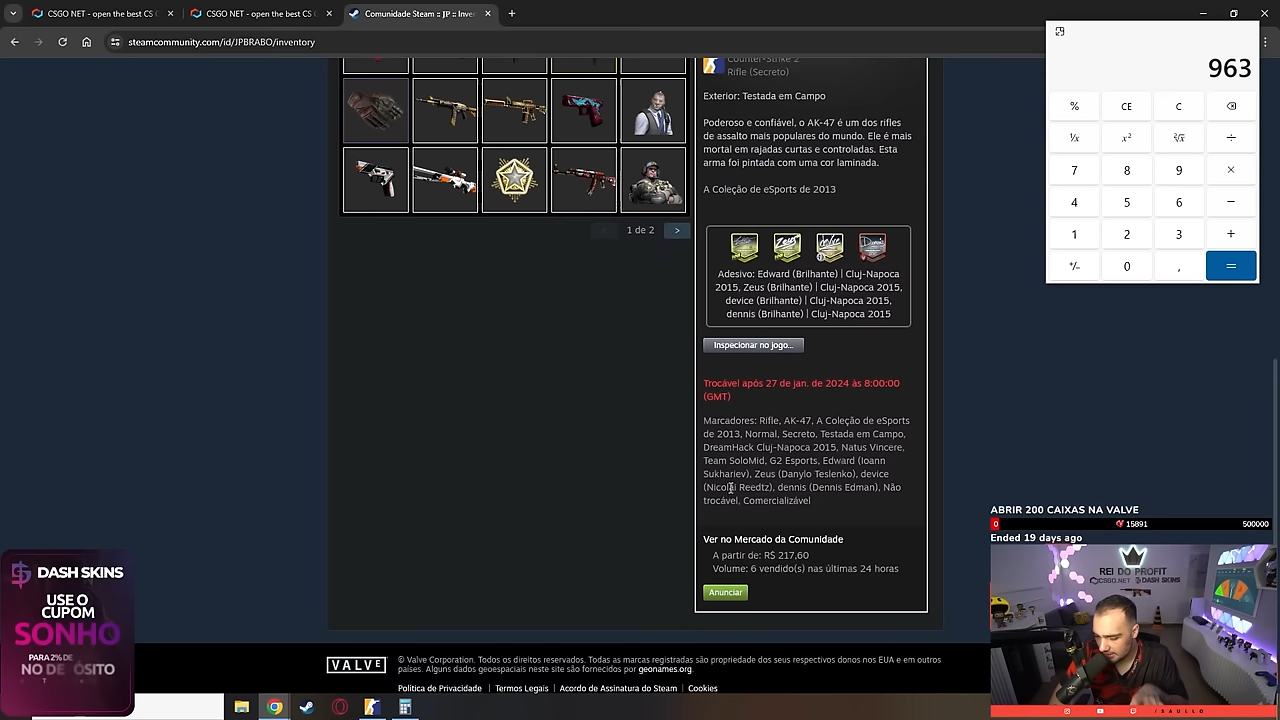 CSGO NET - open the best CS
CSGO NET - open the best CS
Comunidade Steam :: JP :: Inver
steamcommunity.com/id/JPBRABO/inventory
963
% CE C
7 8 9 ×
4 5 6 −
1 2 3 +
+/− 0 , =
Counter-Strike 2
Rifle (Secreto)
Exterior: Testada em Campo
Poderoso e confiável, o AK-47 é um dos rifles
de assalto mais populares do mundo. Ele é mais
mortal em rajadas curtas e controladas. Esta
arma foi pintada com uma cor laminada.
A Coleção de eSports de 2013
1 de 2 >
Adesivo: Edward (Brilhante) | Cluj-Napoca
2015, Zeus (Brilhante) | Cluj-Napoca 2015,
device (Brilhante) | Cluj-Napoca 2015,
dennis (Brilhante) | Cluj-Napoca 2015
Inspecionar no jogo...
Trocável após 27 de jan. de 2024 às 8:00:00
(GMT)
Marcadores: Rifle, AK-47, A Coleção de eSports
de 2013, Normal, Secreto, Testada em Campo,
DreamHack Cluj-Napoca 2015, Natus Vincere,
Team SoloMid, G2 Esports, Edward (Ioann
Sukhariev), Zeus (Danylo Teslenko), device
(Nicolai Reedtz), dennis (Dennis Edman), Não
trocável, Comercializável
Ver no Mercado da Comunidade
A partir de: R$ 217,60
Volume: 6 vendido(s) nas últimas 24 horas
Anunciar
ABRIR 200 CAIXAS NA VALVE
0 15891 500000
Ended 19 days ago
REI DO PROFIT
CSGO.NET DASH SKINS
DASH SKINS
USE O
CUPOM
SONHO
PARA 2% DE
VALVE
© Valve Corporation. Todos os direitos reservados. Todas as marcas registradas são propriedade dos seus respectivos donos nos EUA e em outros
países. Alguns dados geoespaciais neste site são fornecidos por geonames.org.
Política de Privacidade | Termos Legais | Acordo de Assinatura do Steam | Cookies
/SAULLO